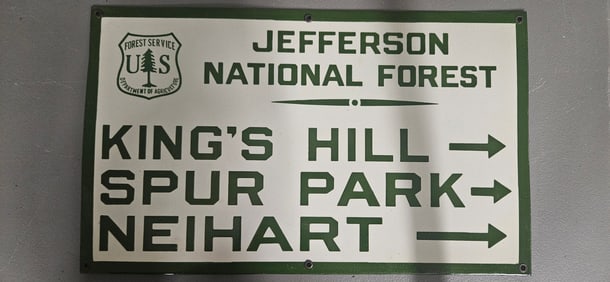 FOREST SERVICE
U S
DEPARTMENT OF AGRICULTURE
JEFFERSON
NATIONAL FOREST
KING'S HILL →
SPUR PARK →
NEIHART →